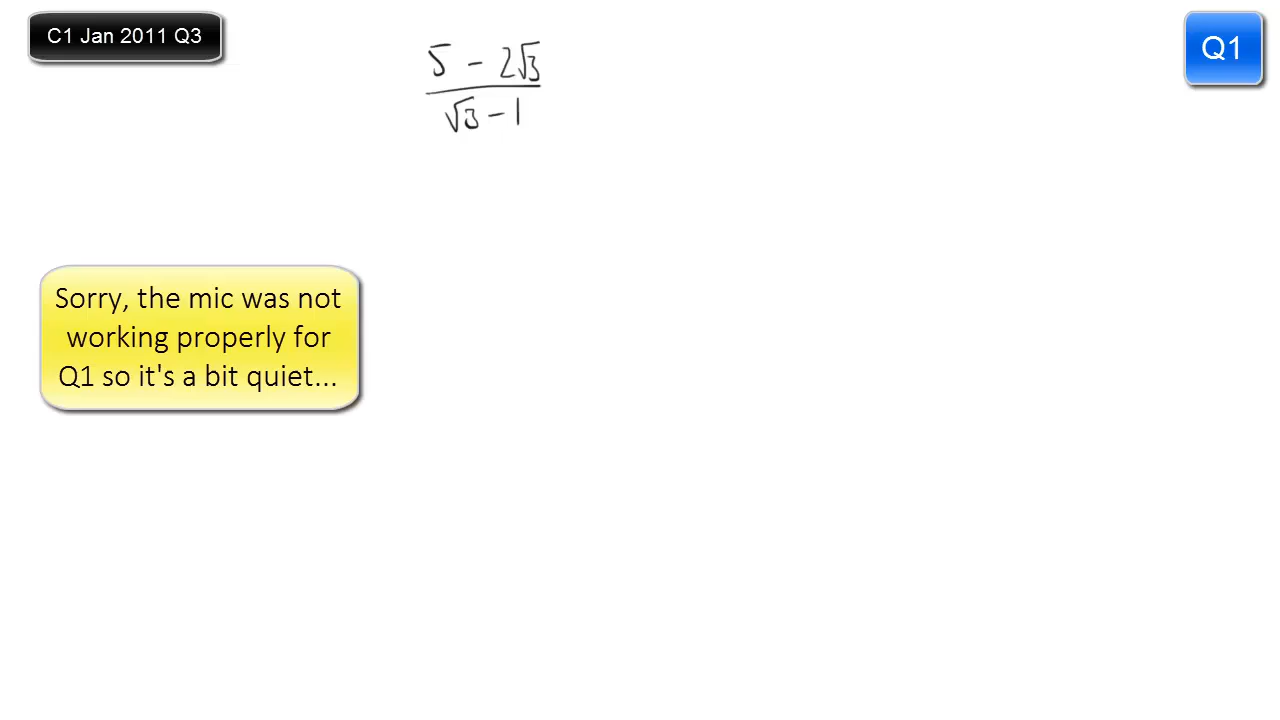 C1 Jan 2011 Q3
5 - 2√3
√3 - 1
Q1
Sorry, the mic was not
working properly for
Q1 so it's a bit quiet...